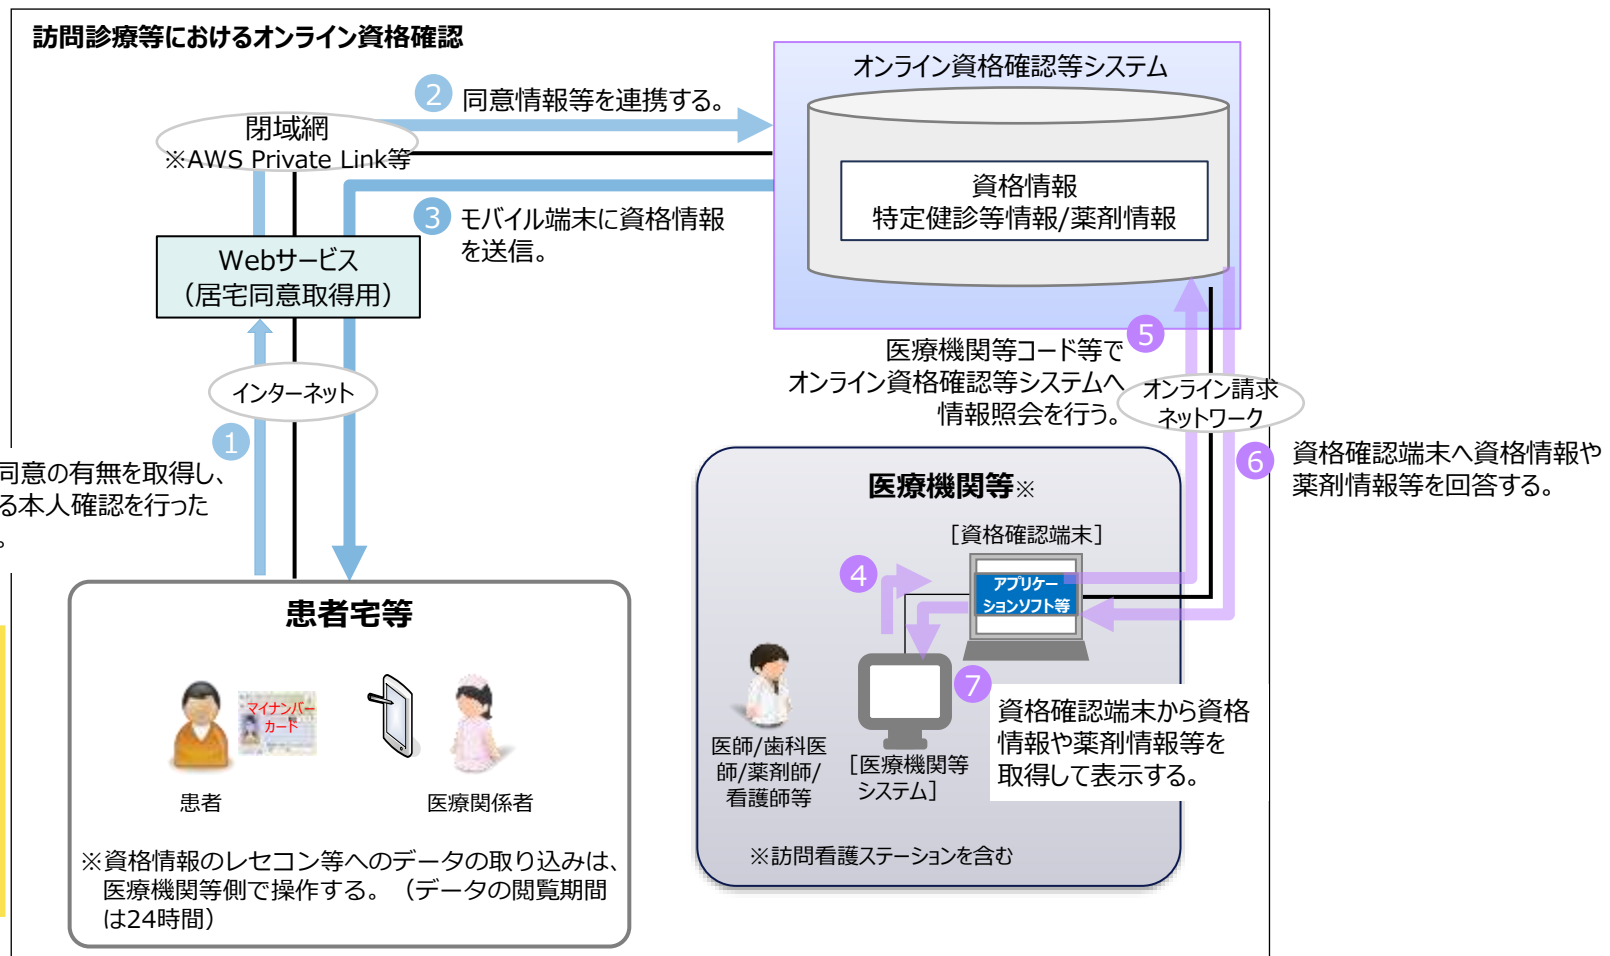 訪問診療等におけるオンライン資格確認
2 同意情報等を連携する。
閉域網
※AWS Private Link等
オンライン資格確認等システム
資格情報
特定健診等情報/薬剤情報
3 モバイル端末に資格情報
を送信。
Webサービス
（居宅同意取得用）
インターネット
1
同意の有無を取得し、
る本人確認を行った
。
5
医療機関等コード等で
オンライン資格確認等システムへ
情報照会を行う。
オンライン請求
ネットワーク
6 資格確認端末へ資格情報や
薬剤情報等を回答する。
医療機関等※
［資格確認端末］
4
アプリケー
ションソフト等
7
資格確認端末から資格
情報や薬剤情報等を
取得して表示する。
医師/歯科医
師/薬剤師/
看護師等
［医療機関等
システム］
※訪問看護ステーションを含む
患者宅等
マイナンバー
カード
患者
医療関係者
※資格情報のレセコン等へのデータの取り込みは、
医療機関等側で操作する。（データの閲覧期間
は24時間）